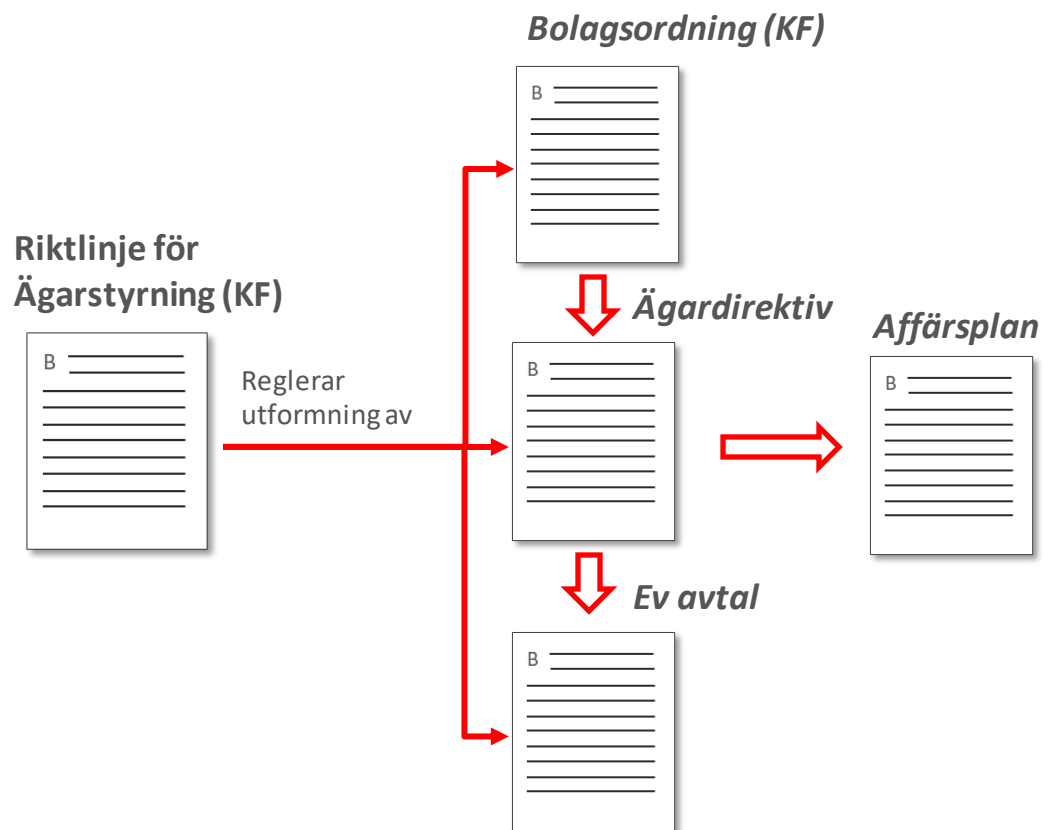 Bolagsordning (KF)
B
Riktlinje för
Ägarstyrning (KF)
B
Reglerar
utformning av
Ägardirektiv
B
Affärsplan
B
Ev avtal
B